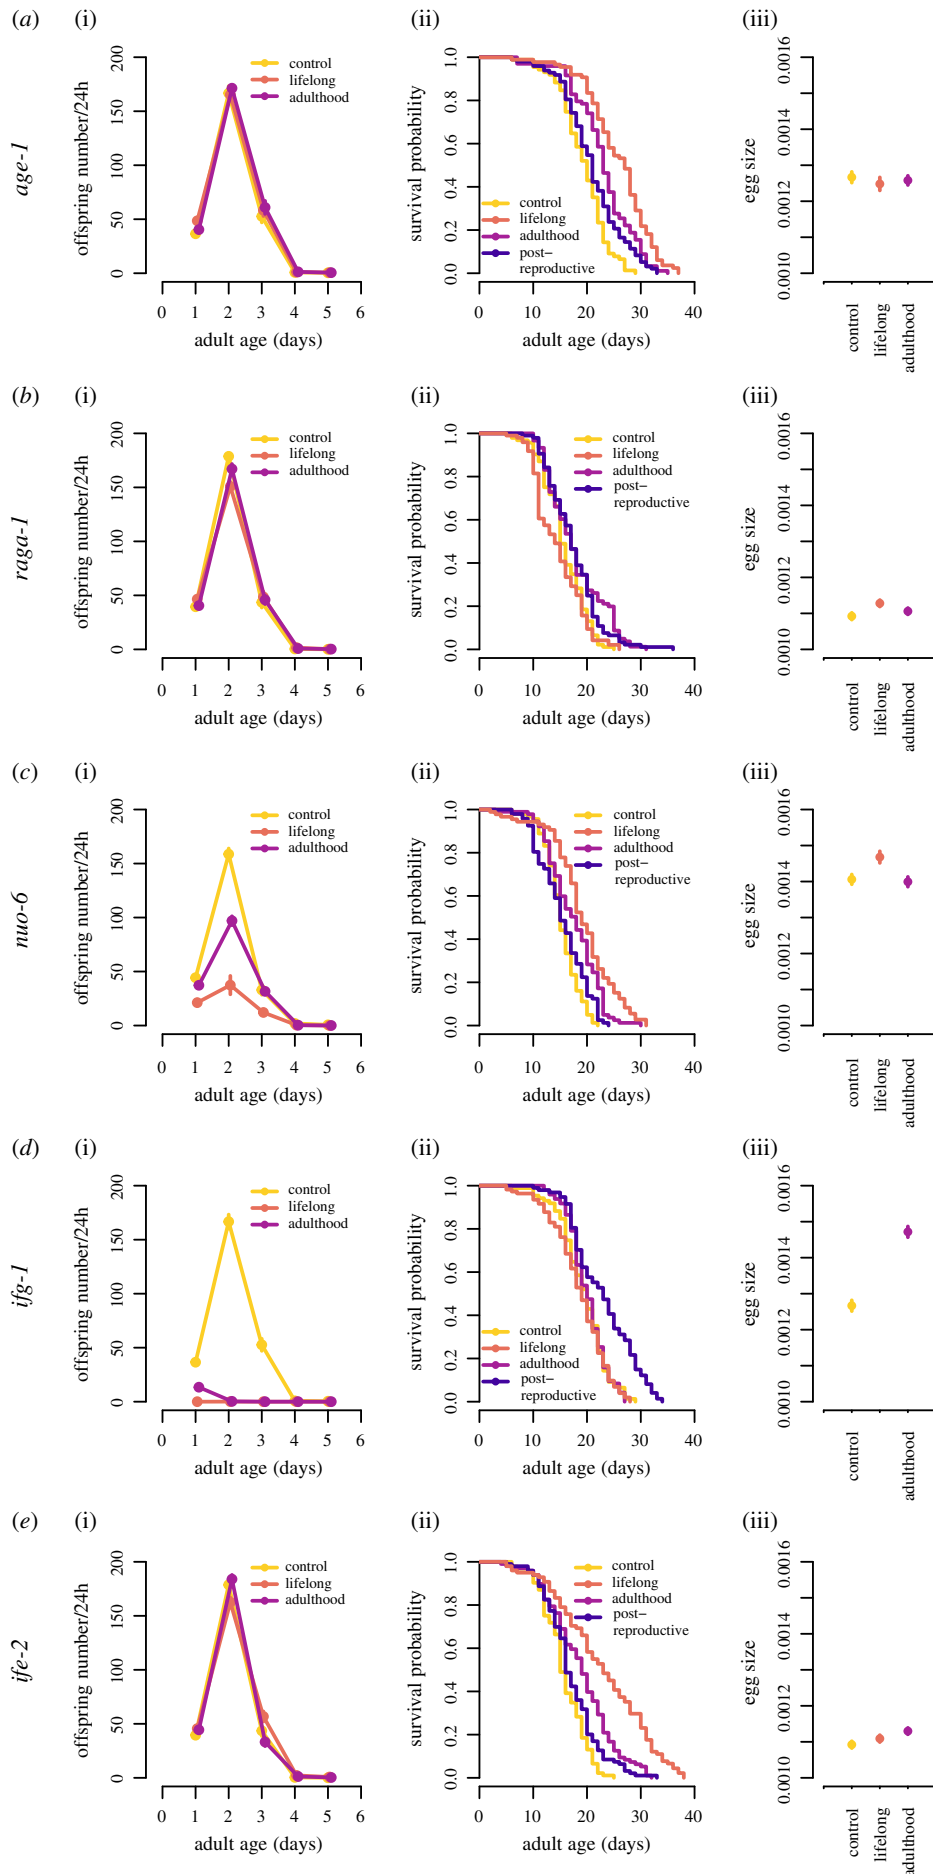 (a) (i) (ii) (iii)
age-1
offspring number/24h
200
150
100
50
0
control
lifelong
adulthood
0 1 2 3 4 5 6
adult age (days)
survival probability
1.0
0.8
0.6
0.4
0.2
0.0
control
lifelong
adulthood
post-
reproductive
0 10 20 30 40
adult age (days)
egg size
0.0016
0.0014
0.0012
0.0010
control
lifelong
adulthood
(b) (i) (ii) (iii)
raga-1
offspring number/24h
200
150
100
50
0
control
lifelong
adulthood
0 1 2 3 4 5 6
adult age (days)
survival probability
1.0
0.8
0.6
0.4
0.2
0.0
control
lifelong
adulthood
post-
reproductive
0 10 20 30 40
adult age (days)
egg size
0.0016
0.0014
0.0012
0.0010
control
lifelong
adulthood
(c) (i) (ii) (iii)
nuo-6
offspring number/24h
200
150
100
50
0
control
lifelong
adulthood
0 1 2 3 4 5 6
adult age (days)
survival probability
1.0
0.8
0.6
0.4
0.2
0.0
control
lifelong
adulthood
post-
reproductive
0 10 20 30 40
adult age (days)
egg size
0.0016
0.0014
0.0012
0.0010
control
lifelong
adulthood
(d) (i) (ii) (iii)
ifg-1
offspring number/24h
200
150
100
50
0
control
lifelong
adulthood
0 1 2 3 4 5 6
adult age (days)
survival probability
1.0
0.8
0.6
0.4
0.2
0.0
control
lifelong
adulthood
post-
reproductive
0 10 20 30 40
adult age (days)
egg size
0.0016
0.0014
0.0012
0.0010
control
adulthood
(e) (i) (ii) (iii)
ife-2
offspring number/24h
200
150
100
50
0
control
lifelong
adulthood
0 1 2 3 4 5 6
adult age (days)
survival probability
1.0
0.8
0.6
0.4
0.2
0.0
control
lifelong
adulthood
post-
reproductive
0 10 20 30 40
adult age (days)
egg size
0.0016
0.0014
0.0012
0.0010
control
lifelong
adulthood